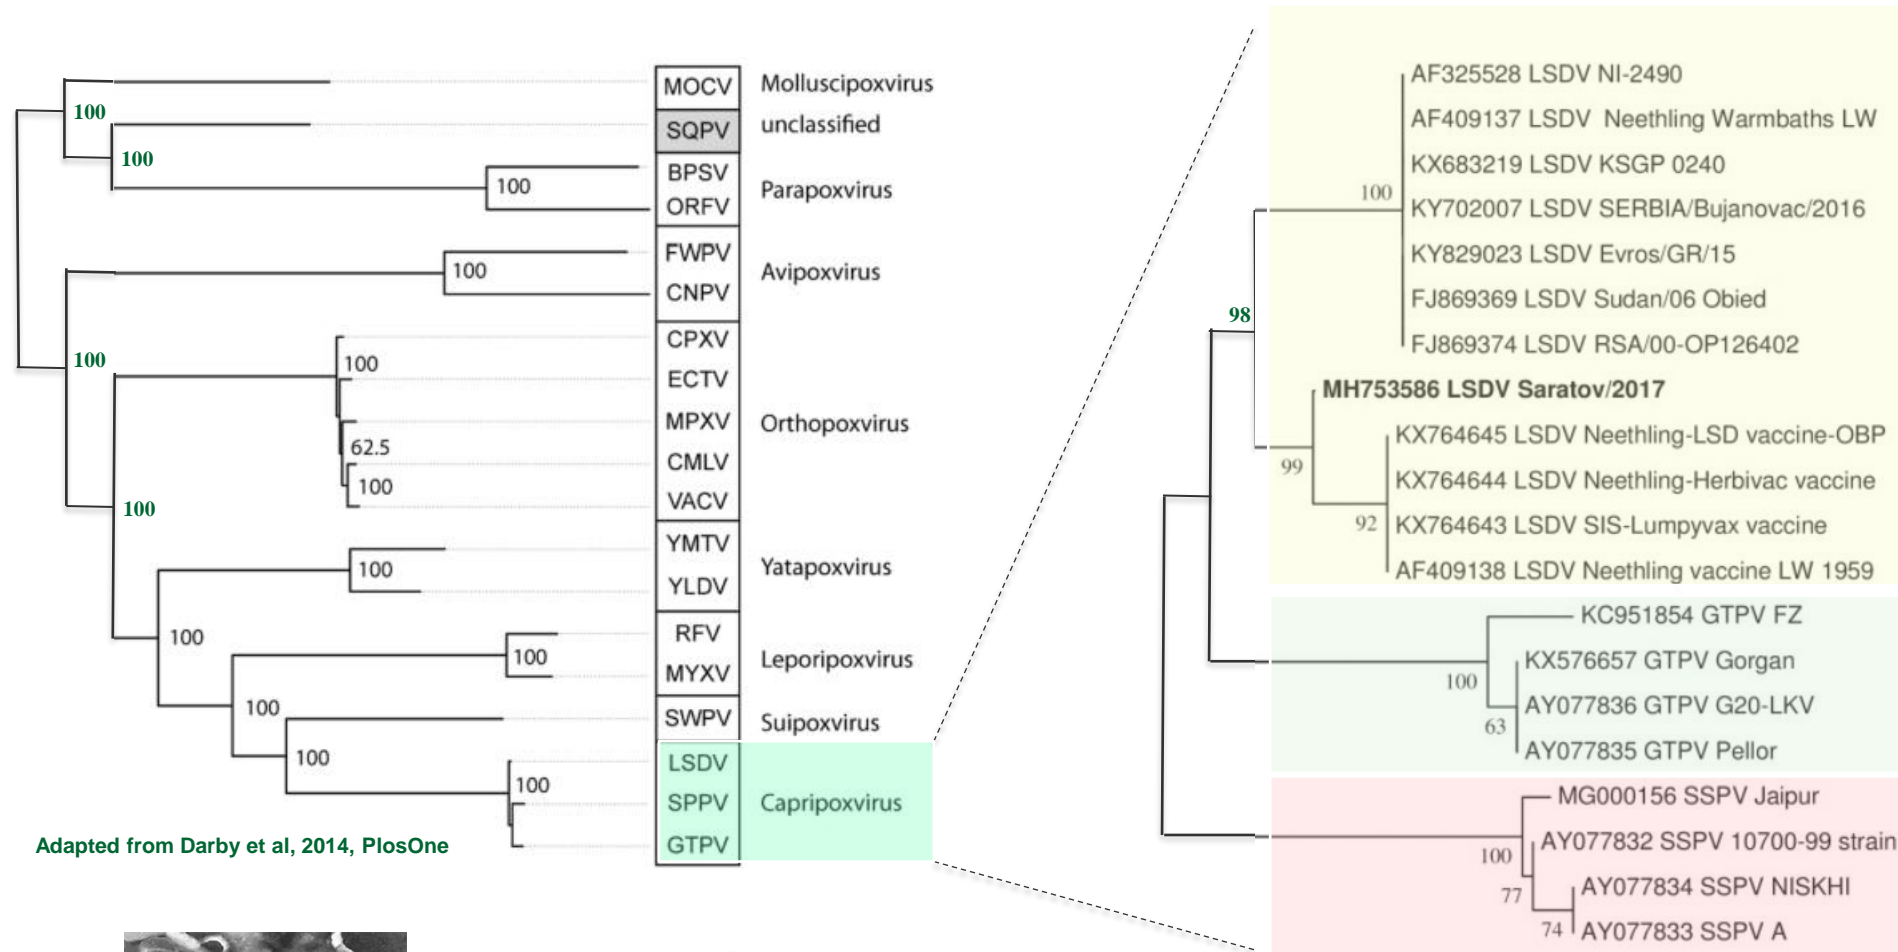 MOCV Molluscipoxvirus
100
SQPV unclassified
100
BPSV
100 Parapoxvirus
ORFV
FWPV
100 Avipoxvirus
CNPV
CPXV
100
100
ECTV
MPXV Orthopoxvirus
62.5
CMLV
100
VACV
100
YMTV
100 Yatapoxvirus
YLDV
100
RFV
100 Leporipoxvirus
MYXV
100
SWPV Suipoxvirus
100
LSDV
100
SPPV Capripoxvirus
GTPV
Adapted from Darby et al, 2014, PlosOne
AF325528 LSDV NI-2490
AF409137 LSDV Neethling Warmbaths LW
KX683219 LSDV KSGP 0240
100
KY702007 LSDV SERBIA/Bujanovac/2016
KY829023 LSDV Evros/GR/15
FJ869369 LSDV Sudan/06 Obied
98
FJ869374 LSDV RSA/00-OP126402
MH753586 LSDV Saratov/2017
KX764645 LSDV Neethling-LSD vaccine-OBP
99
KX764644 LSDV Neethling-Herbivac vaccine
92
KX764643 LSDV SIS-Lumpyvax vaccine
AF409138 LSDV Neethling vaccine LW 1959
KC951854 GTPV FZ
KX576657 GTPV Gorgan
100
AY077836 GTPV G20-LKV
63
AY077835 GTPV Pellor
MG000156 SSPV Jaipur
AY077832 SSPV 10700-99 strain
100
AY077834 SSPV NISKHI
77
AY077833 SSPV A
74